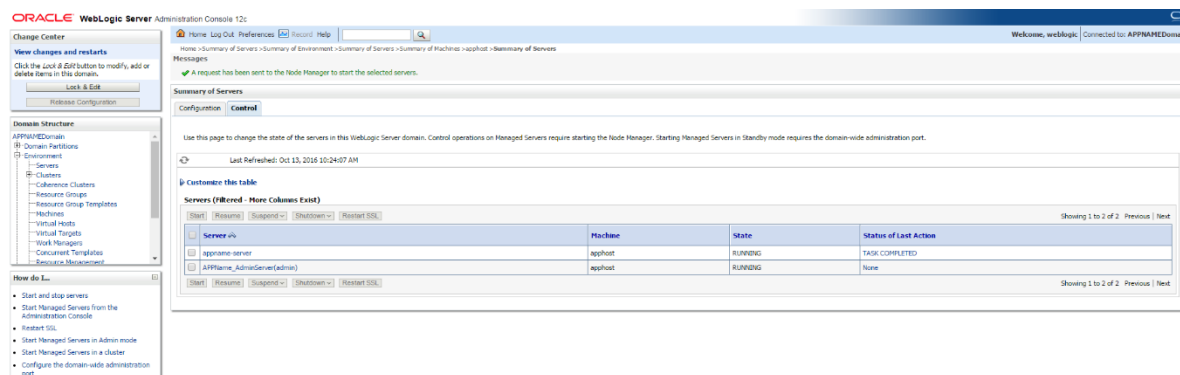 ORACLE WebLogic Server Administration Console 12c
Change Center
View changes and restarts
Click the Lock & Edit button to modify, add or
delete items in this domain.
Lock & Edit
Release Configuration
Domain Structure
APPNAMEDomain
Domain Partitions
Environment
Servers
Clusters
Coherence Clusters
Resource Groups
Resource Group Templates
Machines
Virtual Hosts
Virtual Targets
Work Managers
Concurrent Templates
Resource Management
How do I...
Start and stop servers
Start Managed Servers from the
Administration Console
Restart SSL
Start Managed Servers in Admin mode
Start Managed Servers in a cluster
Configure the domain-wide administration
port
Home Log Out Preferences Record Help
Welcome, weblogic Connected to: APPNAMEDoma
Home >Summary of Servers >Summary of Environment >Summary of Servers >Summary of Machines >apphost >Summary of Servers
Messages
A request has been sent to the Node Manager to start the selected servers.
Summary of Servers
Configuration Control
Use this page to change the state of the servers in this WebLogic Server domain. Control operations on Managed Servers require starting the Node Manager. Starting Managed Servers in Standby mode requires the domain-wide administration port.
Last Refreshed: Oct 13, 2016 10:24:07 AM
Customize this table
Servers (Filtered - More Columns Exist)
Start Resume Suspend Shutdown Restart SSL Showing 1 to 2 of 2 Previous | Next
Server Machine State Status of Last Action
appname-server apphost RUNNING TASK COMPLETED
APPName_AdminServer(admin) apphost RUNNING None
Start Resume Suspend Shutdown Restart SSL Showing 1 to 2 of 2 Previous | Next